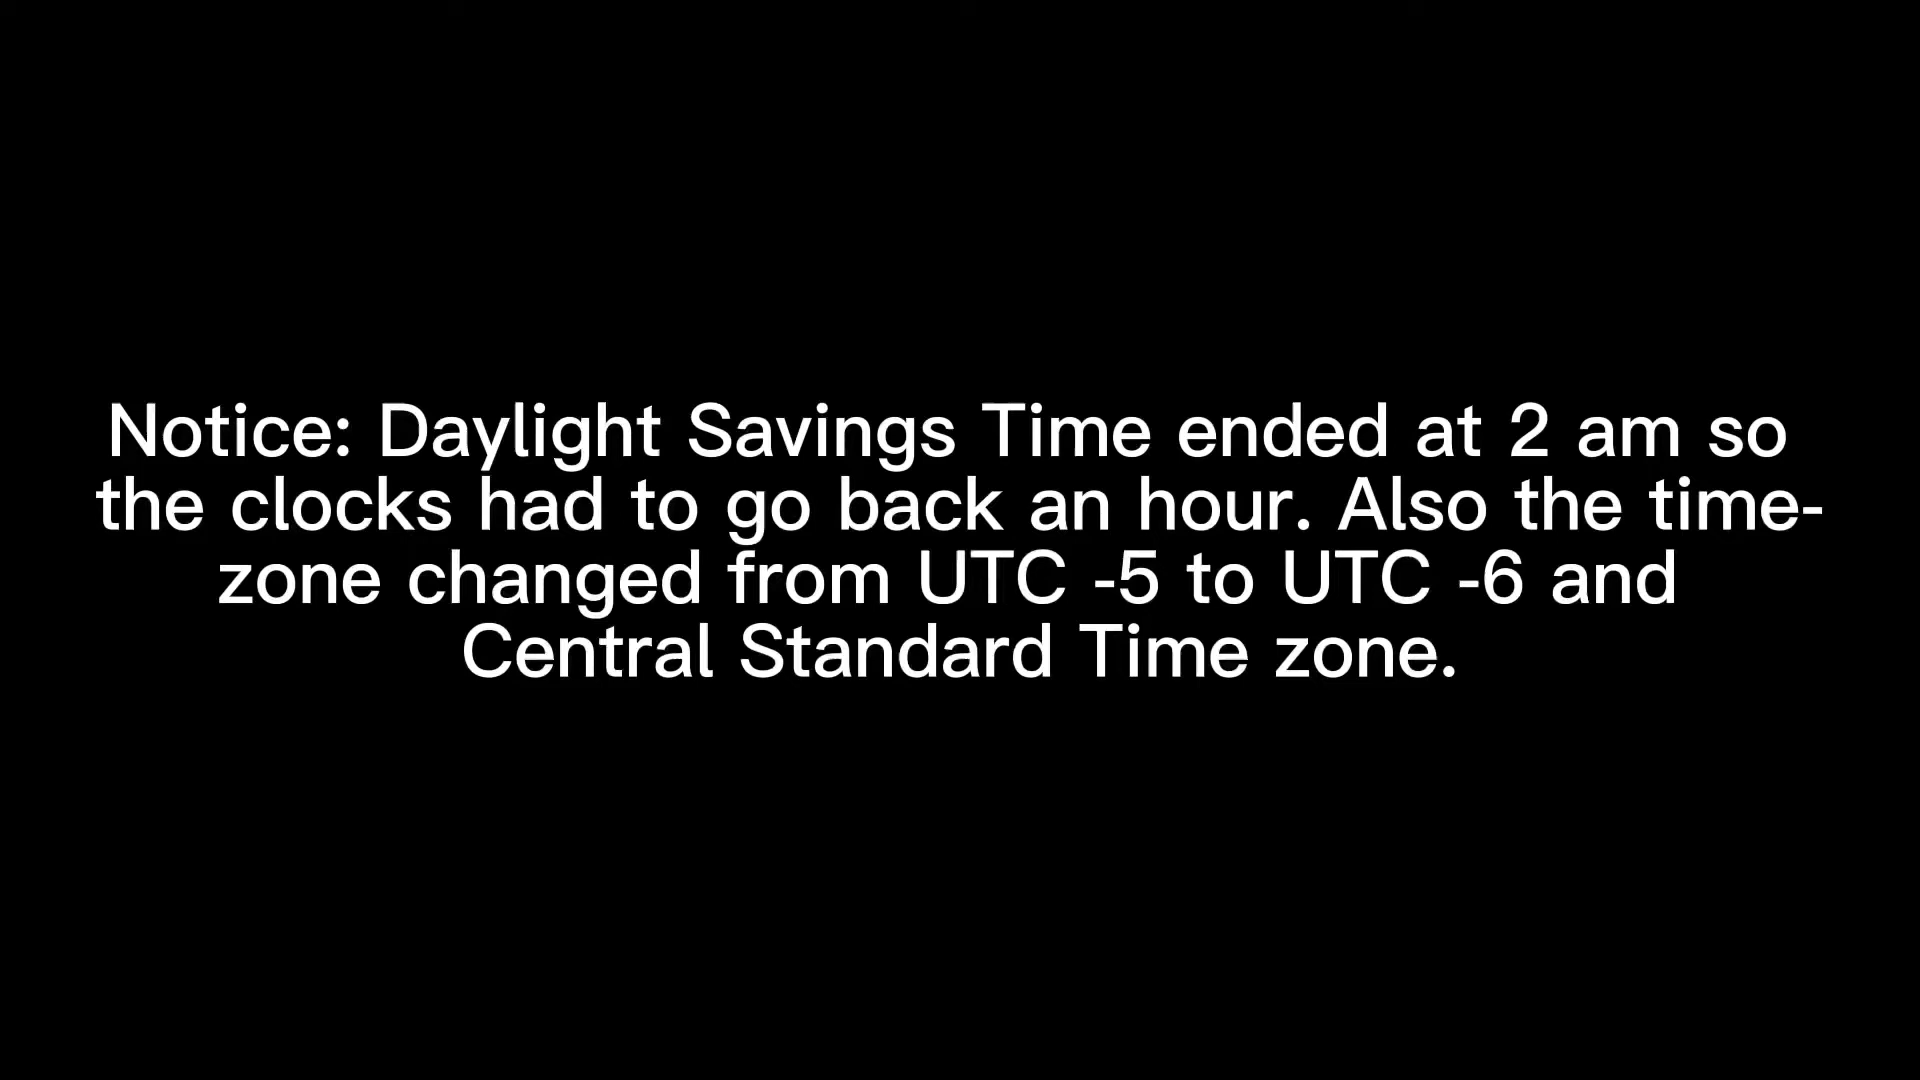 Notice: Daylight Savings Time ended at 2 am so
the clocks had to go back an hour. Also the time-
zone changed from UTC -5 to UTC -6 and
Central Standard Time zone.